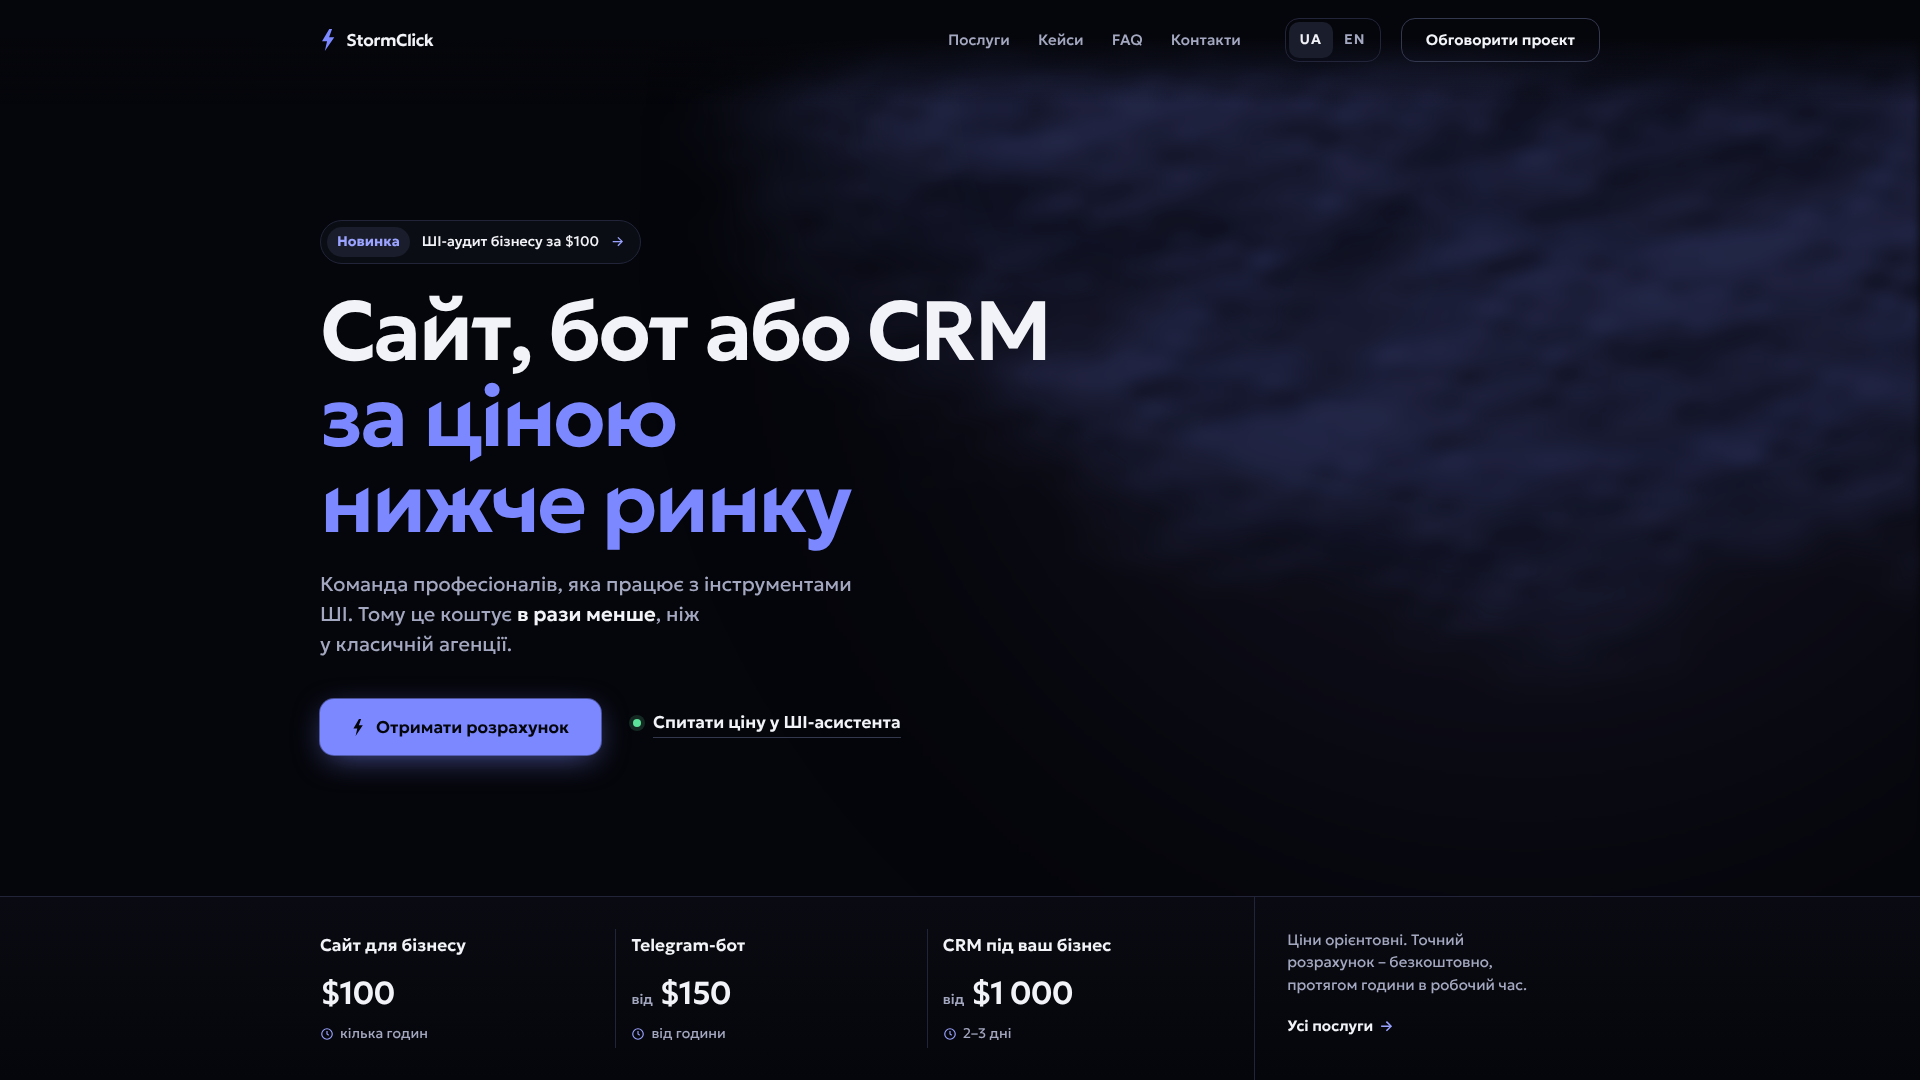 StormClick
Послуги
Кейси
FAQ
Контакти
UA
EN
Обговорити проєкт
Новинка
ШІ-аудит бізнесу за $100 →
Сайт, бот або CRM
за ціною
нижче ринку
Команда професіоналів, яка працює з інструментами
ШІ. Тому це коштує в рази менше, ніж
у класичній агенції.
Отримати розрахунок
Спитати ціну у ШІ-асистента
Сайт для бізнесу
$100
кілька годин
Telegram-бот
від $150
від години
CRM під ваш бізнес
від $1 000
2–3 дні
Ціни орієнтовні. Точний
розрахунок – безкоштовно,
протягом години в робочий час.
Усі послуги →